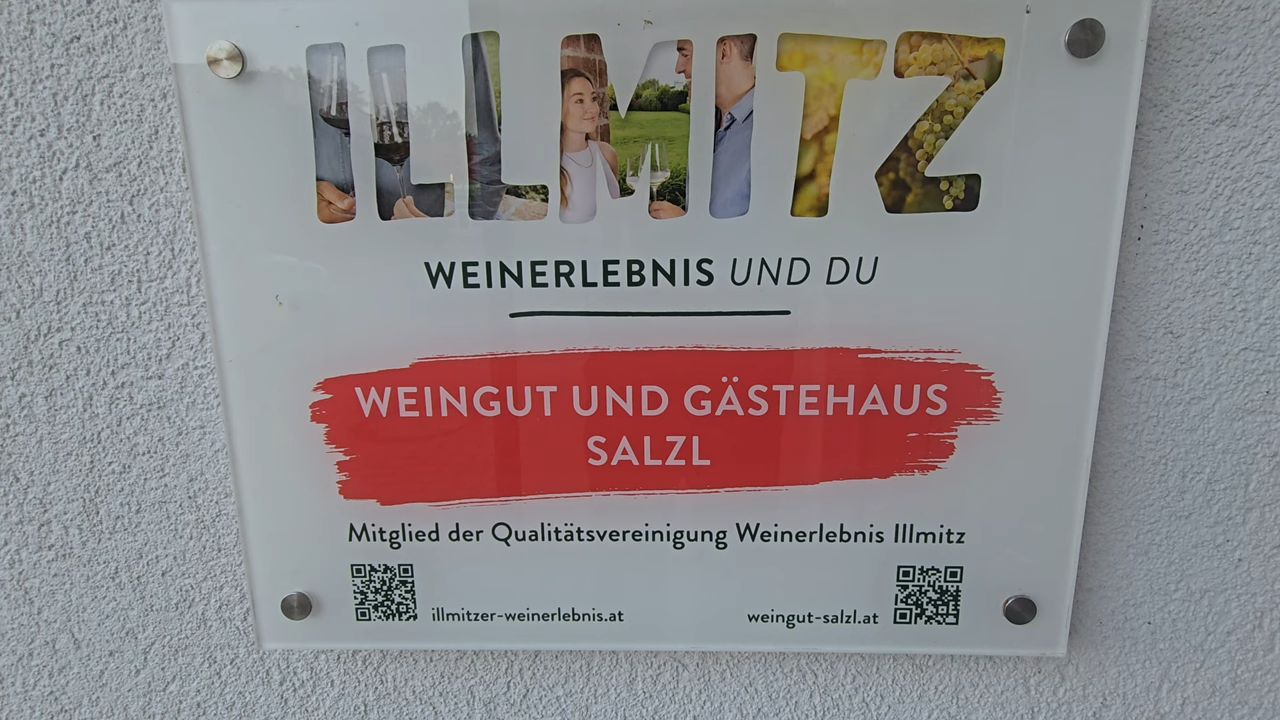 ILLMITZ
WEINERLEBNIS UND DU
WEINGUT UND GÄSTEHAUS
SALZL
Mitglied der Qualitätsvereinigung Weinerlebnis Illmitz
illmitzer-weinerlebnis.at
weingut-salzl.at